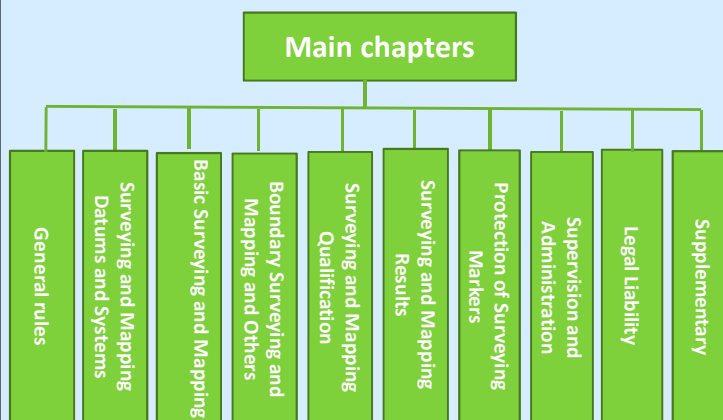 Main chapters
General rules
Surveying and Mapping
Datums and Systems
Basic Surveying and Mapping
Boundary Surveying and
Mapping and Others
Surveying and Mapping
Qualification
Surveying and Mapping
Results
Protection of Surveying
Markers
Supervision and
Administration
Legal Liability
Supplementary